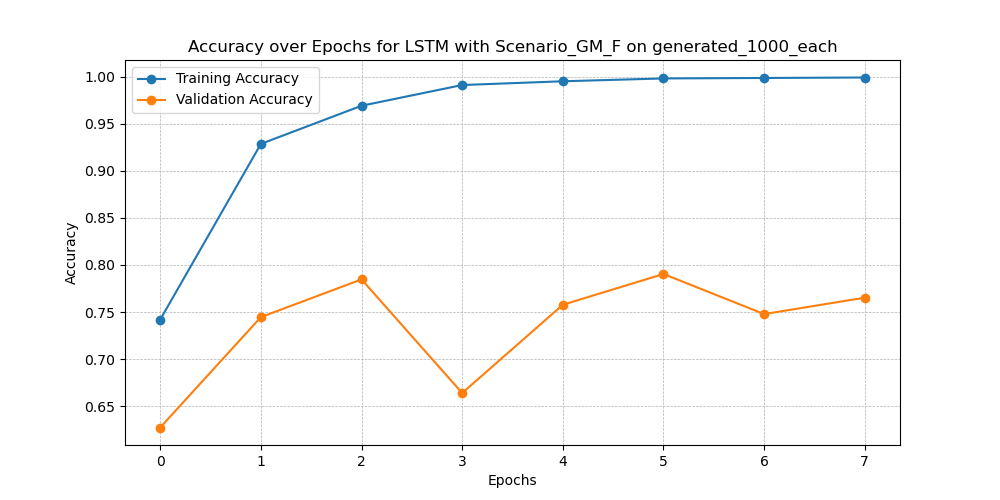 Accuracy over Epochs for LSTM with Scenario_GM_F on generated_1000_each
Training Accuracy
Validation Accuracy
1.00
0.95
0.90
0.85
0.80
0.75
0.70
0.65
Accuracy
0 1 2 3 4 5 6 7
Epochs